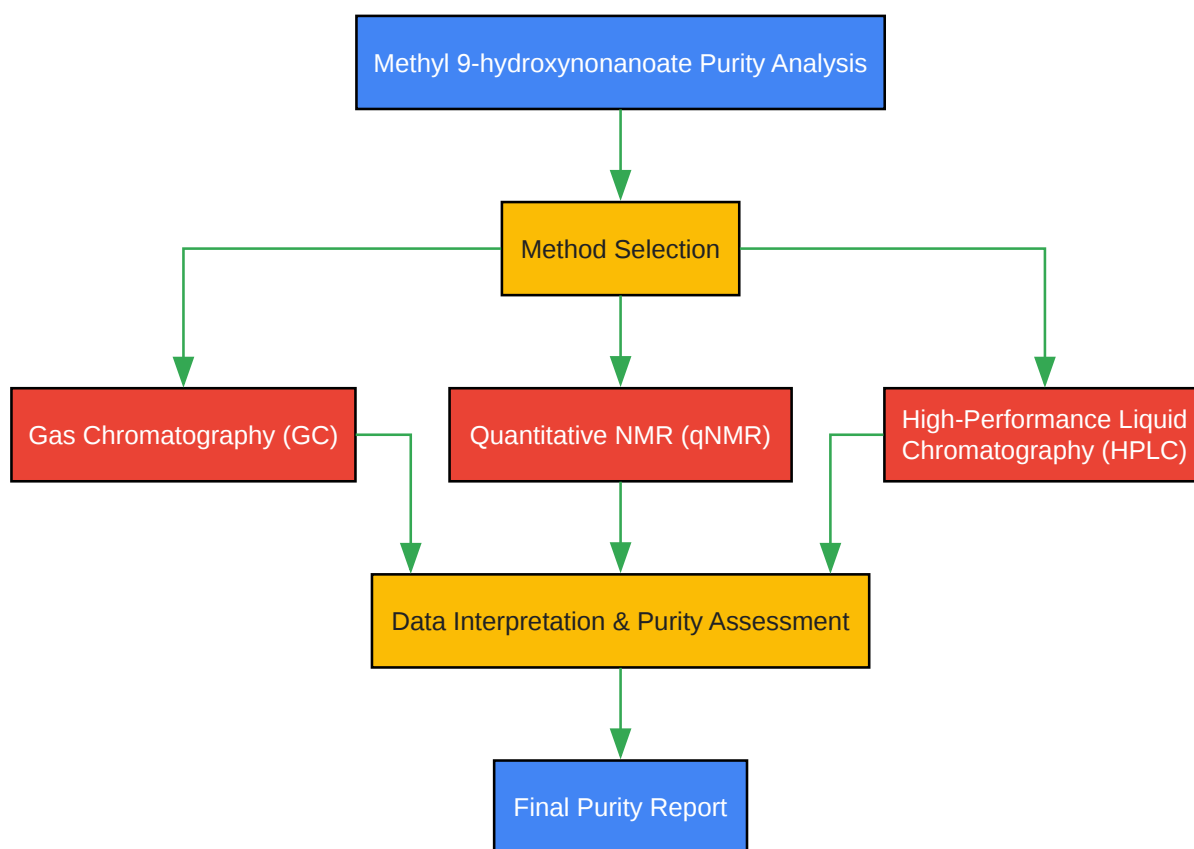 Methyl 9-hydroxynonanoate Purity Analysis
Method Selection
Gas Chromatography (GC)
Quantitative NMR (qNMR)
High-Performance Liquid
Chromatography (HPLC)
Data Interpretation & Purity Assessment
Final Purity Report